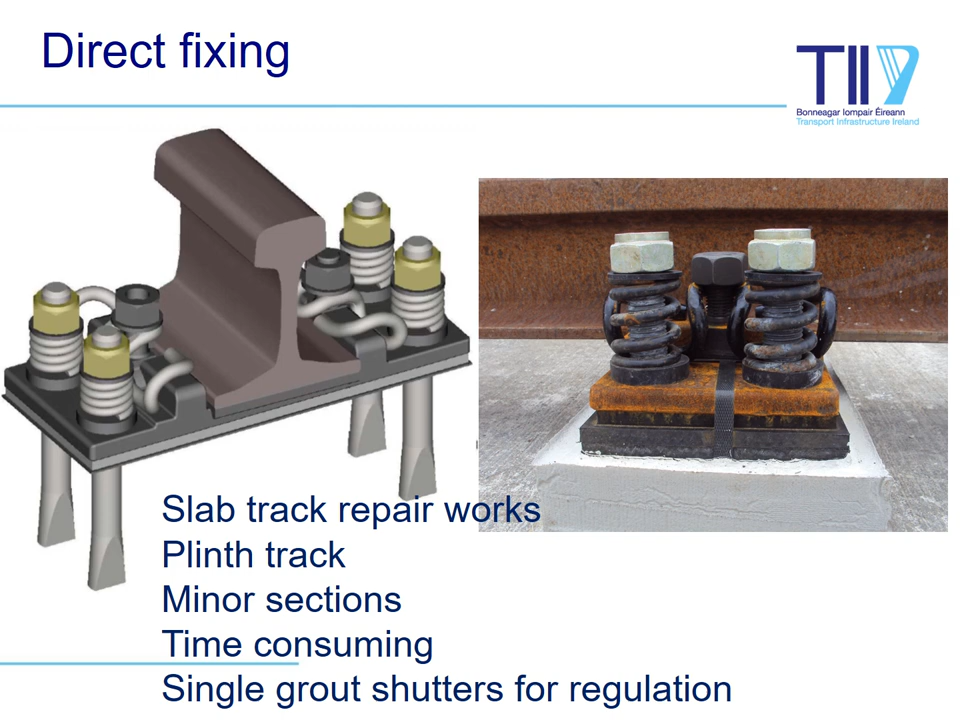 Direct fixing
TII
Bonneagar Iompair Éireann
Transport Infrastructure Ireland
Slab track repair works
Plinth track
Minor sections
Time consuming
Single grout shutters for regulation